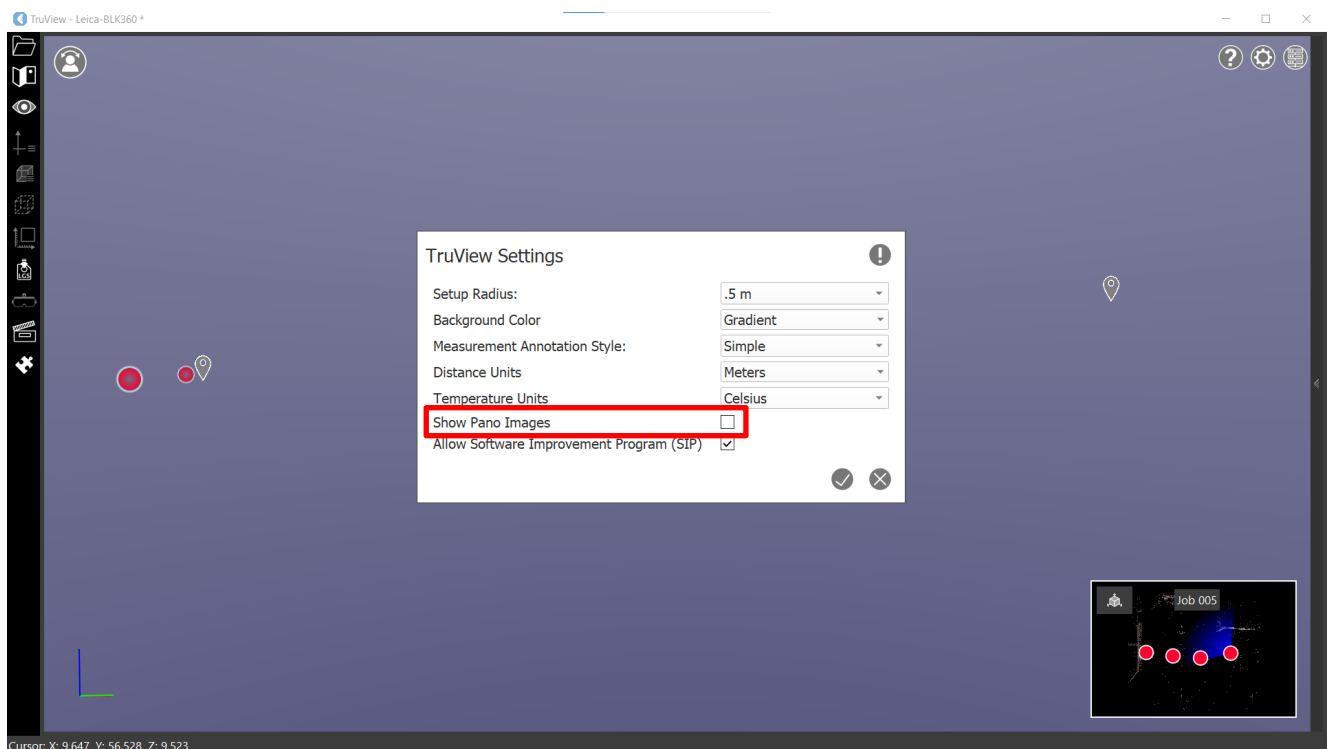 TruView - Leica-BLK360 *
?
LGS
TruView Settings
!
Setup Radius: .5 m
Background Color Gradient
Measurement Annotation Style: Simple
Distance Units Meters
Temperature Units Celsius
Show Pano Images
Allow Software Improvement Program (SIP)
Job 005
Cursor: X: 9.647, Y: 56.528, Z: 9.523